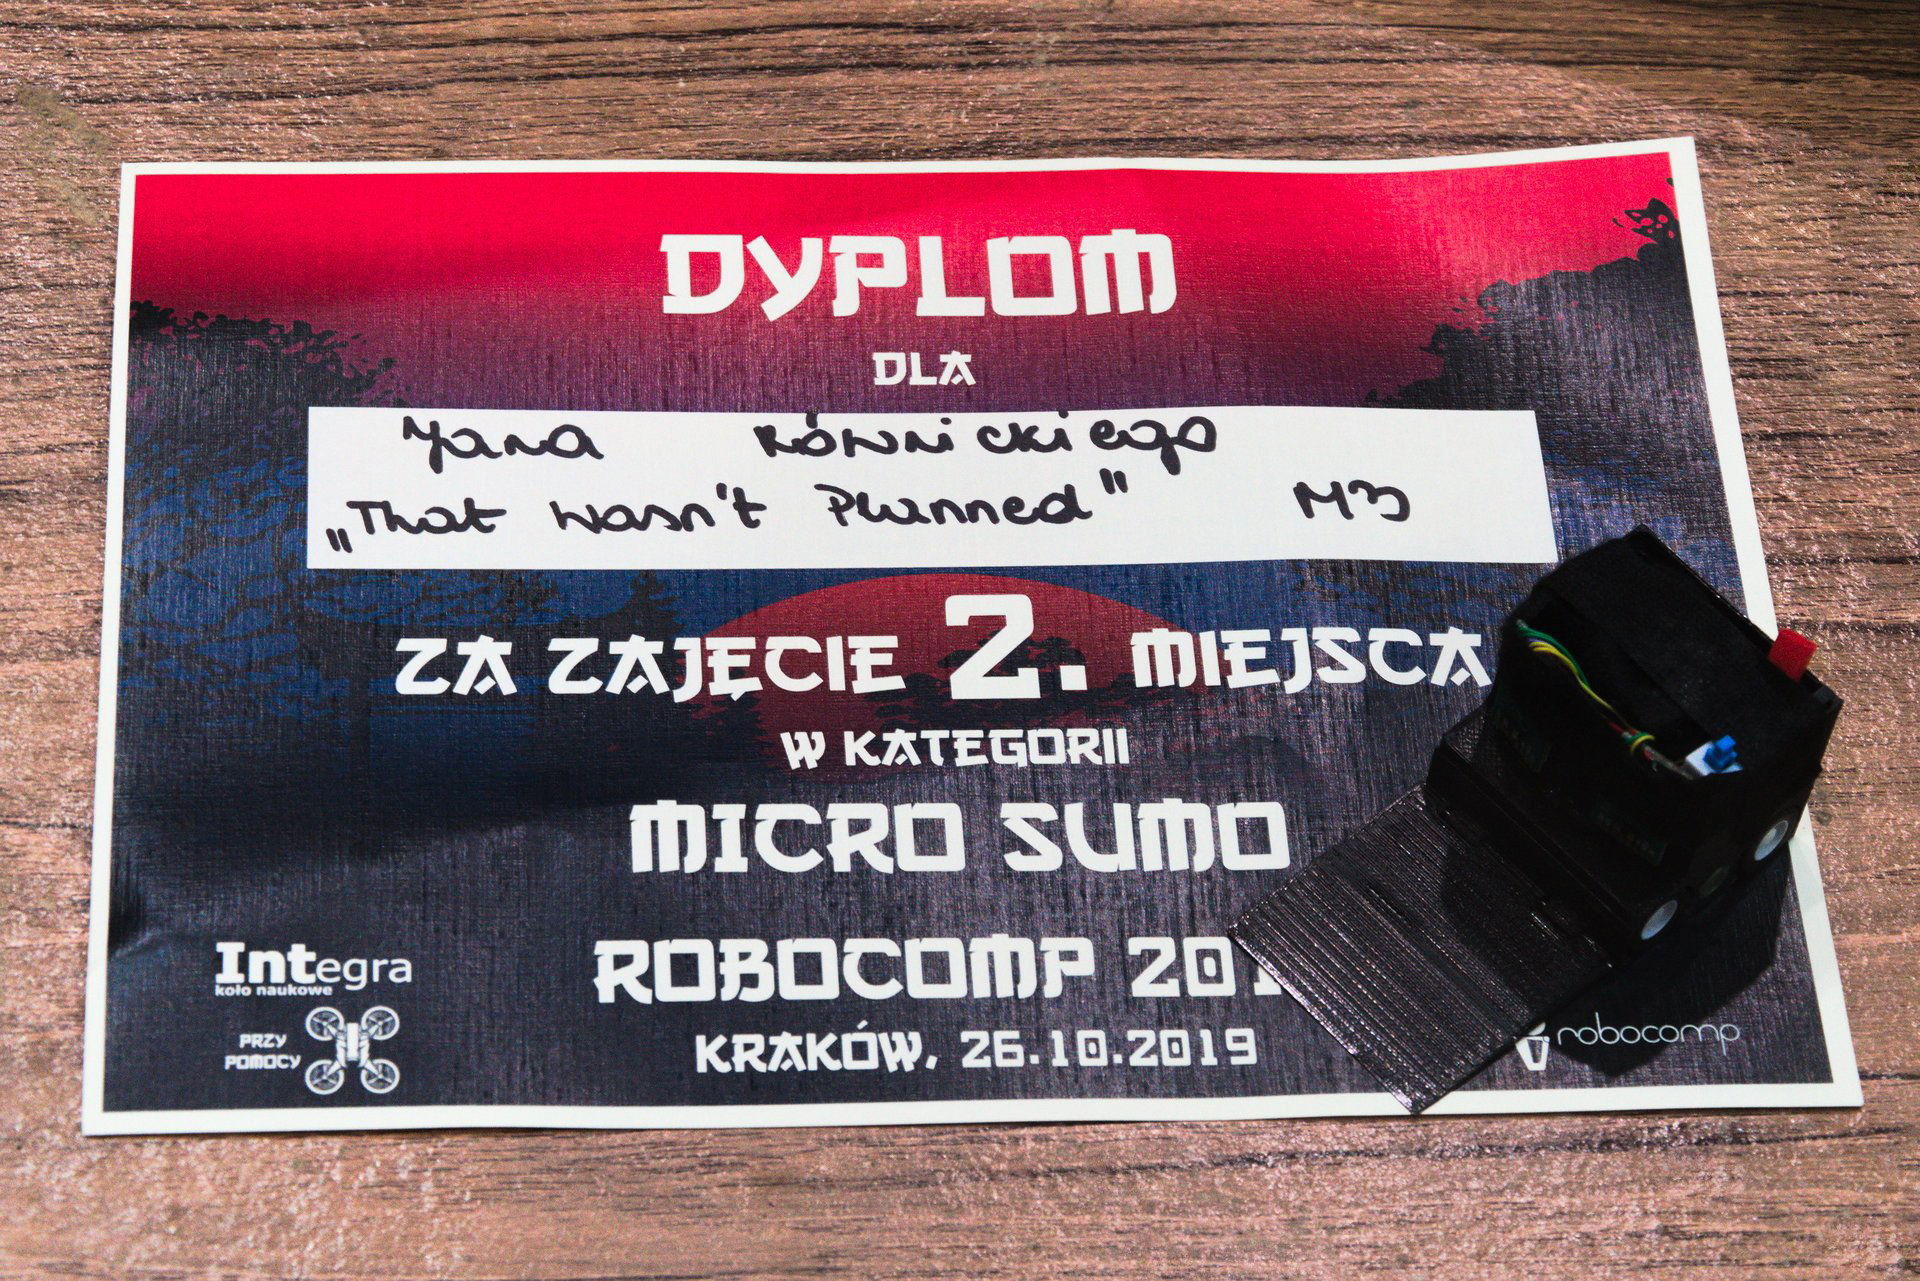 DYPLOM
DLA
Jana Równickiego
„That wasn't Planned" M3
ZA ZAJĘCIE 2. MIEJSCA
W KATEGORII
MICRO SUMO
ROBOCOMP 201
KRAKÓW, 26.10.2019
Integra
koło naukowe
PRZY
POMOCY
robocomp